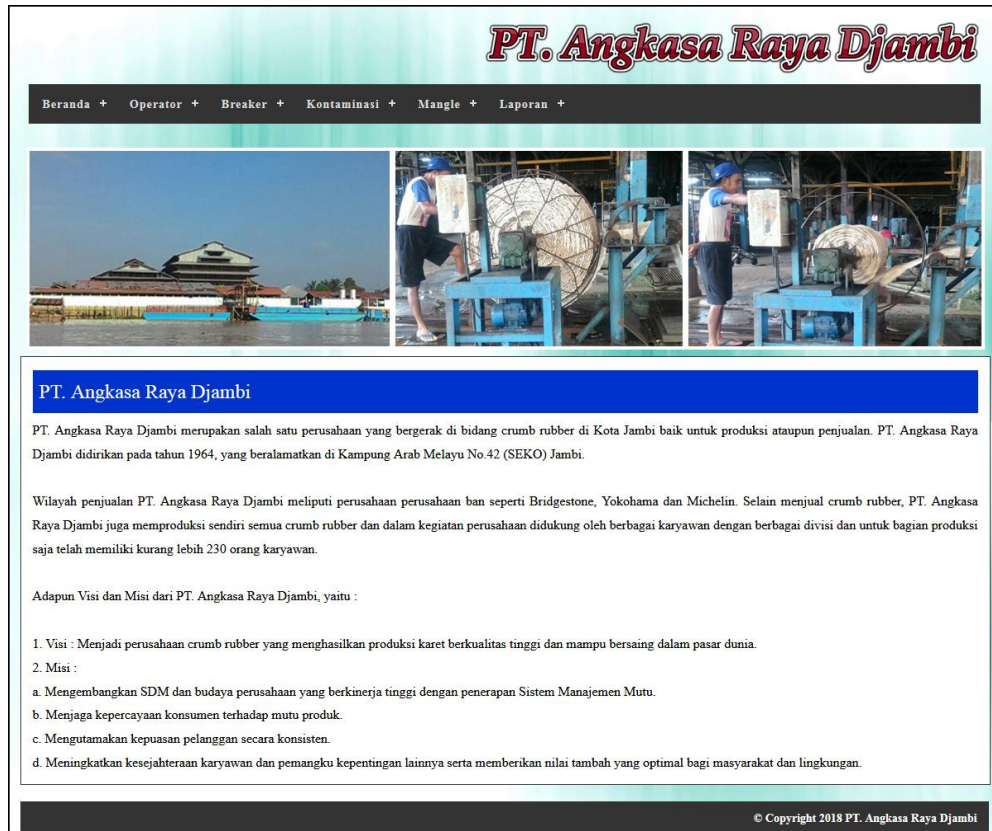 PT. Angkasa Raya Djambi
Beranda + Operator + Breaker + Kontaminasi + Mangle + Laporan +
PT. Angkasa Raya Djambi
PT. Angkasa Raya Djambi merupakan salah satu perusahaan yang bergerak di bidang crumb rubber di Kota Jambi baik untuk produksi ataupun penjualan. PT. Angkasa Raya
Djambi didirikan pada tahun 1964, yang beralamatkan di Kampung Arab Melayu No.42 (SEKO) Jambi.
Wilayah penjualan PT. Angkasa Raya Djambi meliputi perusahaan perusahaan ban seperti Bridgestone, Yokohama dan Michelin. Selain menjual crumb rubber, PT. Angkasa
Raya Djambi juga memproduksi sendiri semua crumb rubber dan dalam kegiatan perusahaan didukung oleh berbagai karyawan dengan berbagai divisi dan untuk bagian produksi
saja telah memiliki kurang lebih 230 orang karyawan.
Adapun Visi dan Misi dari PT. Angkasa Raya Djambi, yaitu :
1. Visi : Menjadi perusahaan crumb rubber yang menghasilkan produksi karet berkualitas tinggi dan mampu bersaing dalam pasar dunia.
2. Misi :
a. Mengembangkan SDM dan budaya perusahaan yang berkinerja tinggi dengan penerapan Sistem Manajemen Mutu.
b. Menjaga kepercayaan konsumen terhadap mutu produk.
c. Mengutamakan kepuasan pelanggan secara konsisten.
d. Meningkatkan kesejahteraan karyawan dan pemangku kepentingan lainnya serta memberikan nilai tambah yang optimal bagi masyarakat dan lingkungan.
© Copyright 2018 PT. Angkasa Raya Djambi